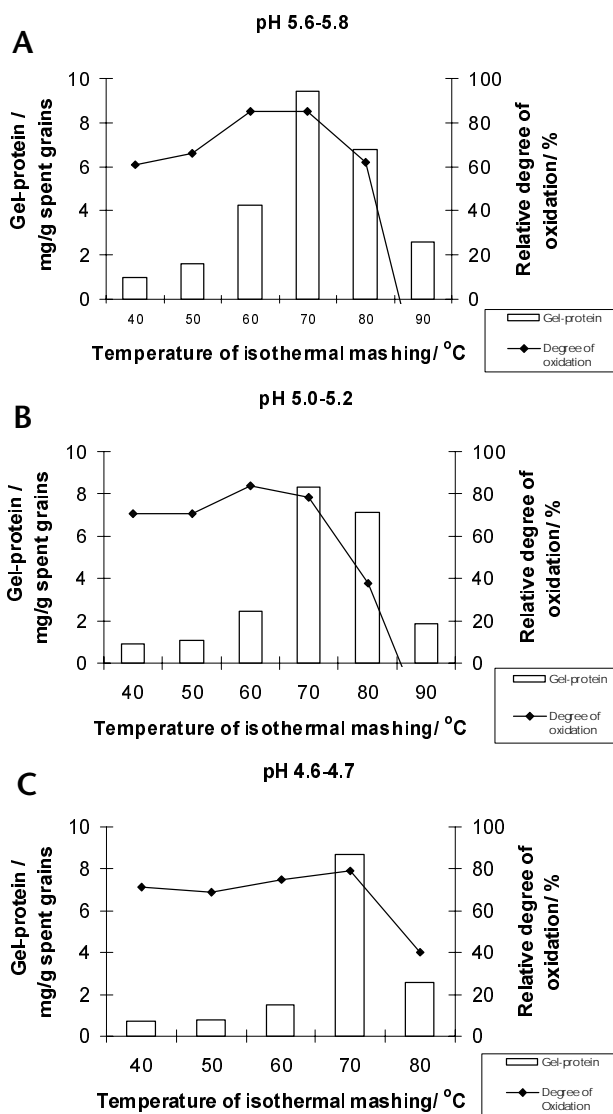 A
pH 5.6-5.8
Gel-protein /
mg/g spent grains
10
8
6
4
2
0
100
80
60
40
20
0
Relative degree of
oxidation/ %
40 50 60 70 80 90
Temperature of isothermal mashing/ °C
Gel-protein
Degree of
oxidation
B
pH 5.0-5.2
Gel-protein /
mg/g spent grains
10
8
6
4
2
0
100
80
60
40
20
0
Relative degree of
oxidation/ %
40 50 60 70 80 90
Temperature of isothermal mashing/ °C
Gel-protein
Degree of
oxidation
C
pH 4.6-4.7
Gel-protein /
mg/g spent grains
10
8
6
4
2
0
100
80
60
40
20
0
Relative degree of
oxidation/ %
40 50 60 70 80
Temperature of isothermal mashing/ °C
Gel-protein
Degree of
Oxidation